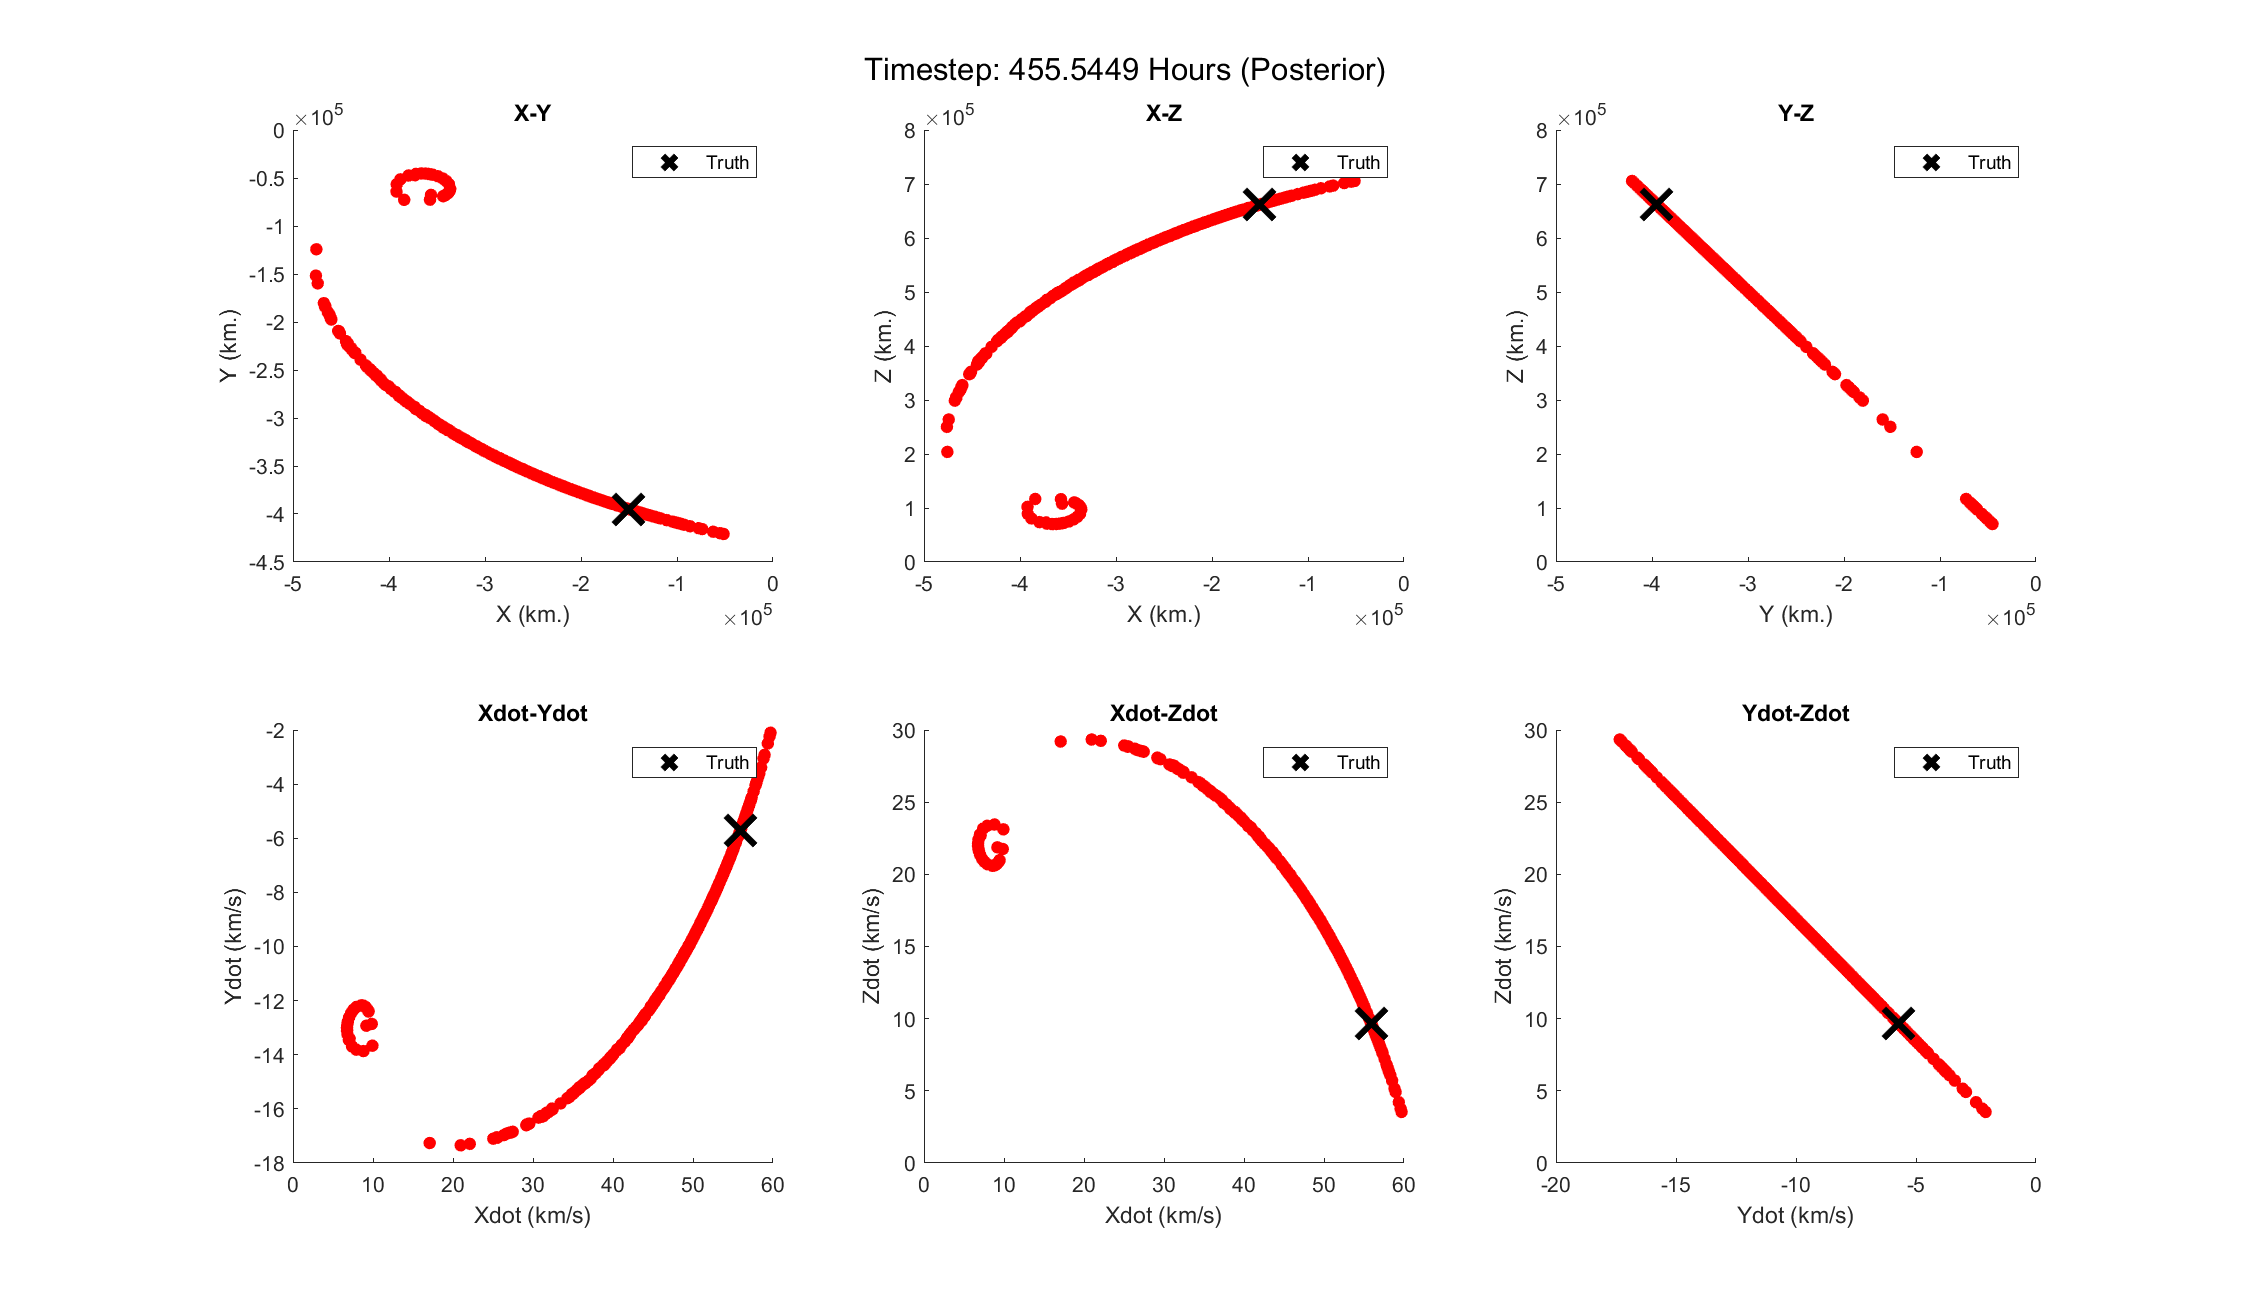 Timestep: 455.5449 Hours (Posterior)
X-Y
×10^5
Truth
0
-0.5
-1
-1.5
-2
-2.5
-3
-3.5
-4
-4.5
Y (km.)
-5 -4 -3 -2 -1 0
X (km.)
×10^5
X-Z
×10^5
Truth
8
7
6
5
4
3
2
1
0
Z (km.)
-5 -4 -3 -2 -1 0
X (km.)
×10^5
Y-Z
×10^5
Truth
8
7
6
5
4
3
2
1
0
Z (km.)
-5 -4 -3 -2 -1 0
Y (km.)
×10^5
Xdot-Ydot
Truth
-2
-4
-6
-8
-10
-12
-14
-16
-18
Ydot (km/s)
0 10 20 30 40 50 60
Xdot (km/s)
Xdot-Zdot
Truth
30
25
20
15
10
5
0
Zdot (km/s)
0 10 20 30 40 50 60
Xdot (km/s)
Ydot-Zdot
Truth
30
25
20
15
10
5
0
Zdot (km/s)
-20 -15 -10 -5 0
Ydot (km/s)